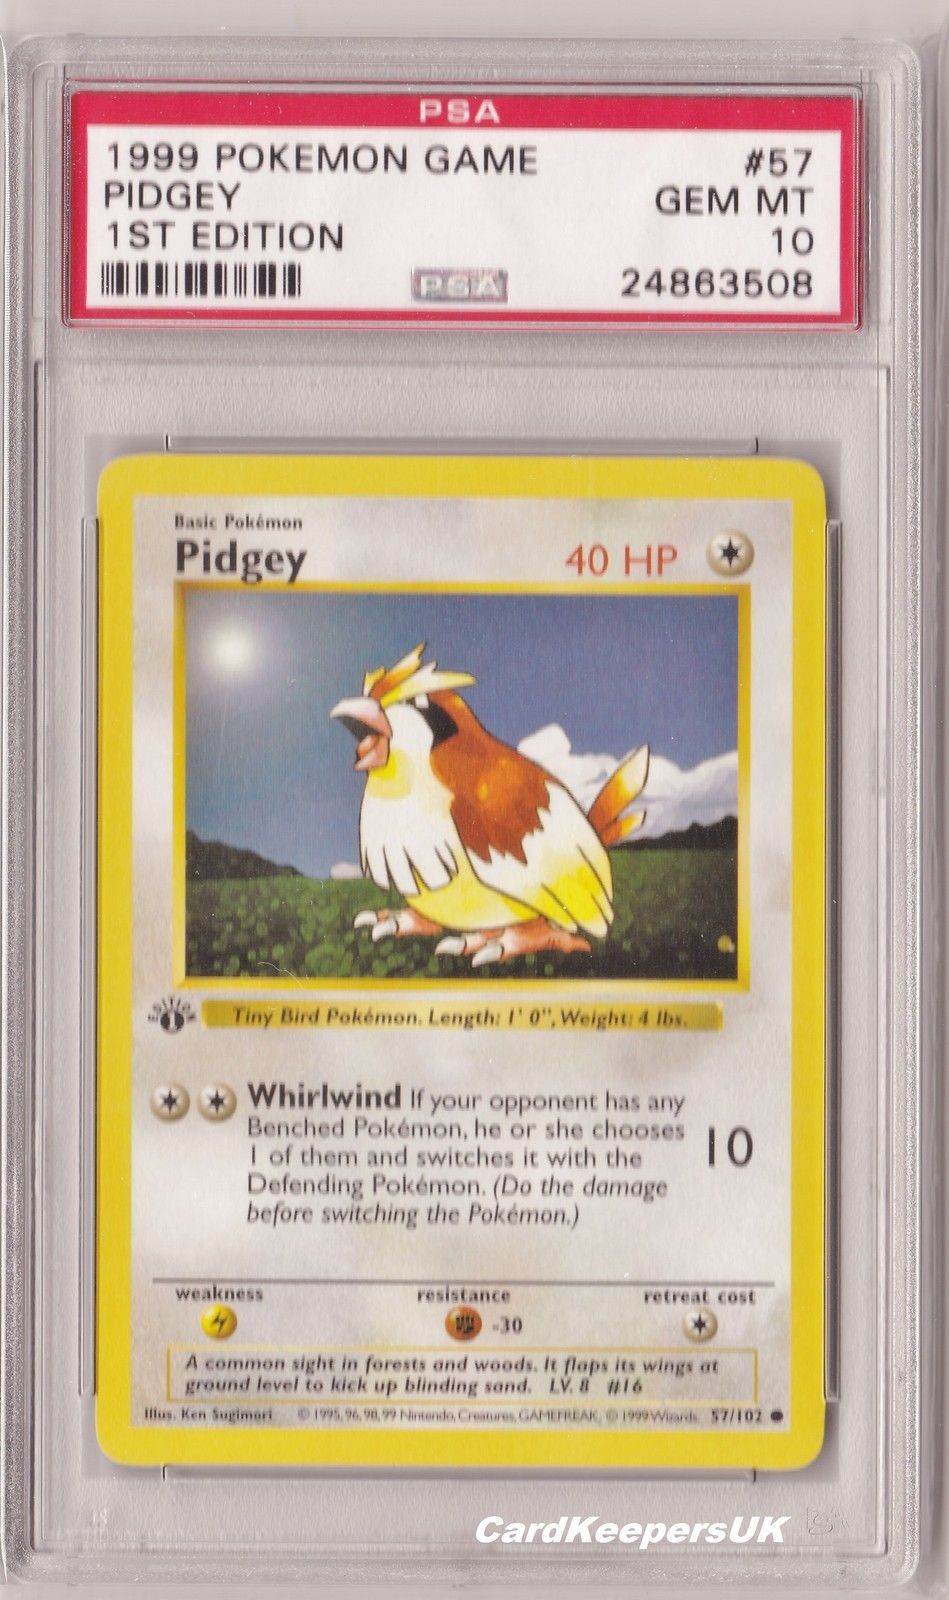 PSA
1999 POKEMON GAME #57
PIDGEY GEM MT
1ST EDITION 10
PSA 24863508
Basic Pokémon
Pidgey 40 HP
Tiny Bird Pokémon. Length: 1' 0", Weight: 4 lbs.
Whirlwind If your opponent has any
Benched Pokémon, he or she chooses
1 of them and switches it with the
Defending Pokémon. (Do the damage
before switching the Pokémon.)
10
weakness resistance retreat cost
-30
A common sight in forests and woods. It flaps its wings at
ground level to kick up blinding sand. LV. 8 #16
Illus. Ken Sugimori © 1995, 96, 98, 99 Nintendo, Creatures, GAMEFREAK, © 1999 Wizards. 57/102
CardKeepersUK